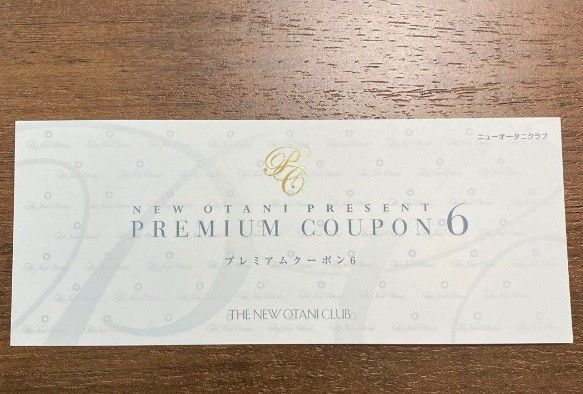 ニューオータニクラブ
PC
NEW OTANI PRESENT
PREMIUM COUPON 6
プレミアムクーポン6
THE NEW OTANI CLUB